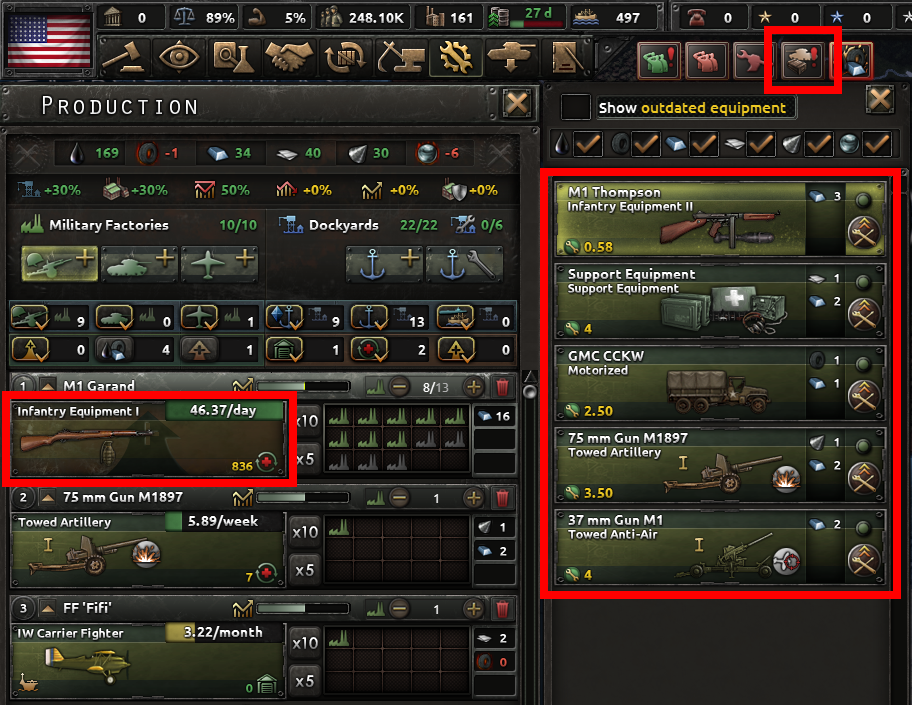 0 89% 5% 248.10K 161 27 d 497 0 0 0
PRODUCTION
Show outdated equipment
169 -1 34 40 30 -6
+30% +30% 50% +0% +0% +0%
Military Factories 10/10 Dockyards 22/22 0/6
9 0 1 9 13 0
0 4 1 1 2 0
1 M1 Garand 8/13
Infantry Equipment I 46.37/day
836
x10
x5
16
2 75 mm Gun M1897 1
Towed Artillery 5.89/week
I
7
x10
x5
1
2
3 FF 'Fifi' 1
IW Carrier Fighter 3.22/month
0
x10
x5
2
0
M1 Thompson
Infantry Equipment II
3
0.58
Support Equipment
Support Equipment
1
2
4
GMC CCKW
Motorized
1
1
2.50
75 mm Gun M1897
Towed Artillery
I
1
2
3.50
37 mm Gun M1
Towed Anti-Air
I
2
4